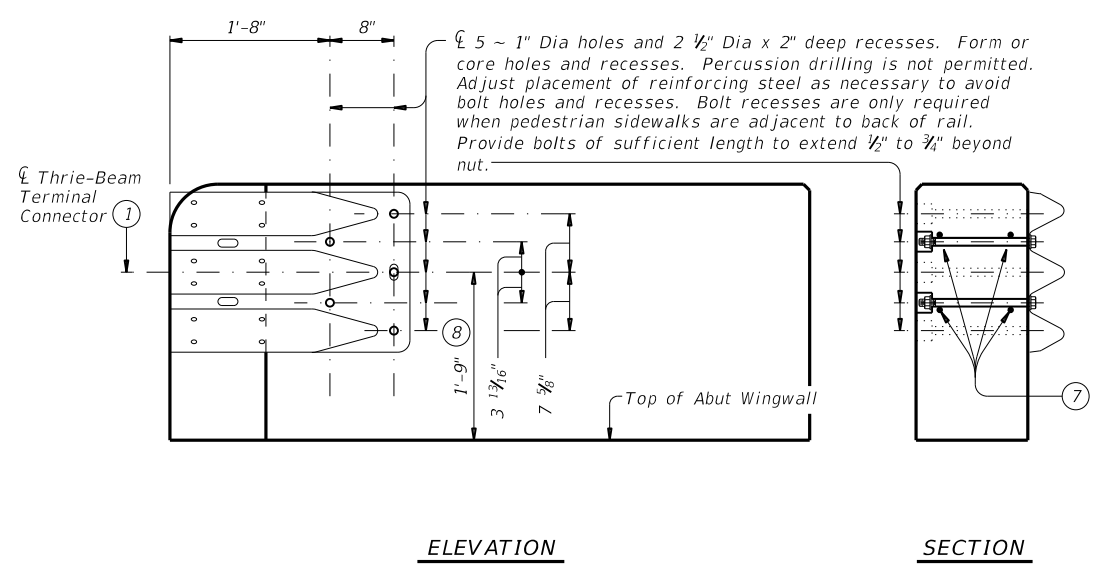 1'-8"
8"
℄ 5 ~ 1" Dia holes and 2 ½" Dia x 2" deep recesses. Form or
core holes and recesses. Percussion drilling is not permitted.
Adjust placement of reinforcing steel as necessary to avoid
bolt holes and recesses. Bolt recesses are only required
when pedestrian sidewalks are adjacent to back of rail.
Provide bolts of sufficient length to extend ½" to ¾" beyond
nut.
℄ Thrie-Beam
Terminal
Connector 1
8
1'-9"
3 13/16"
7 ⅝"
Top of Abut Wingwall
7
ELEVATION
SECTION